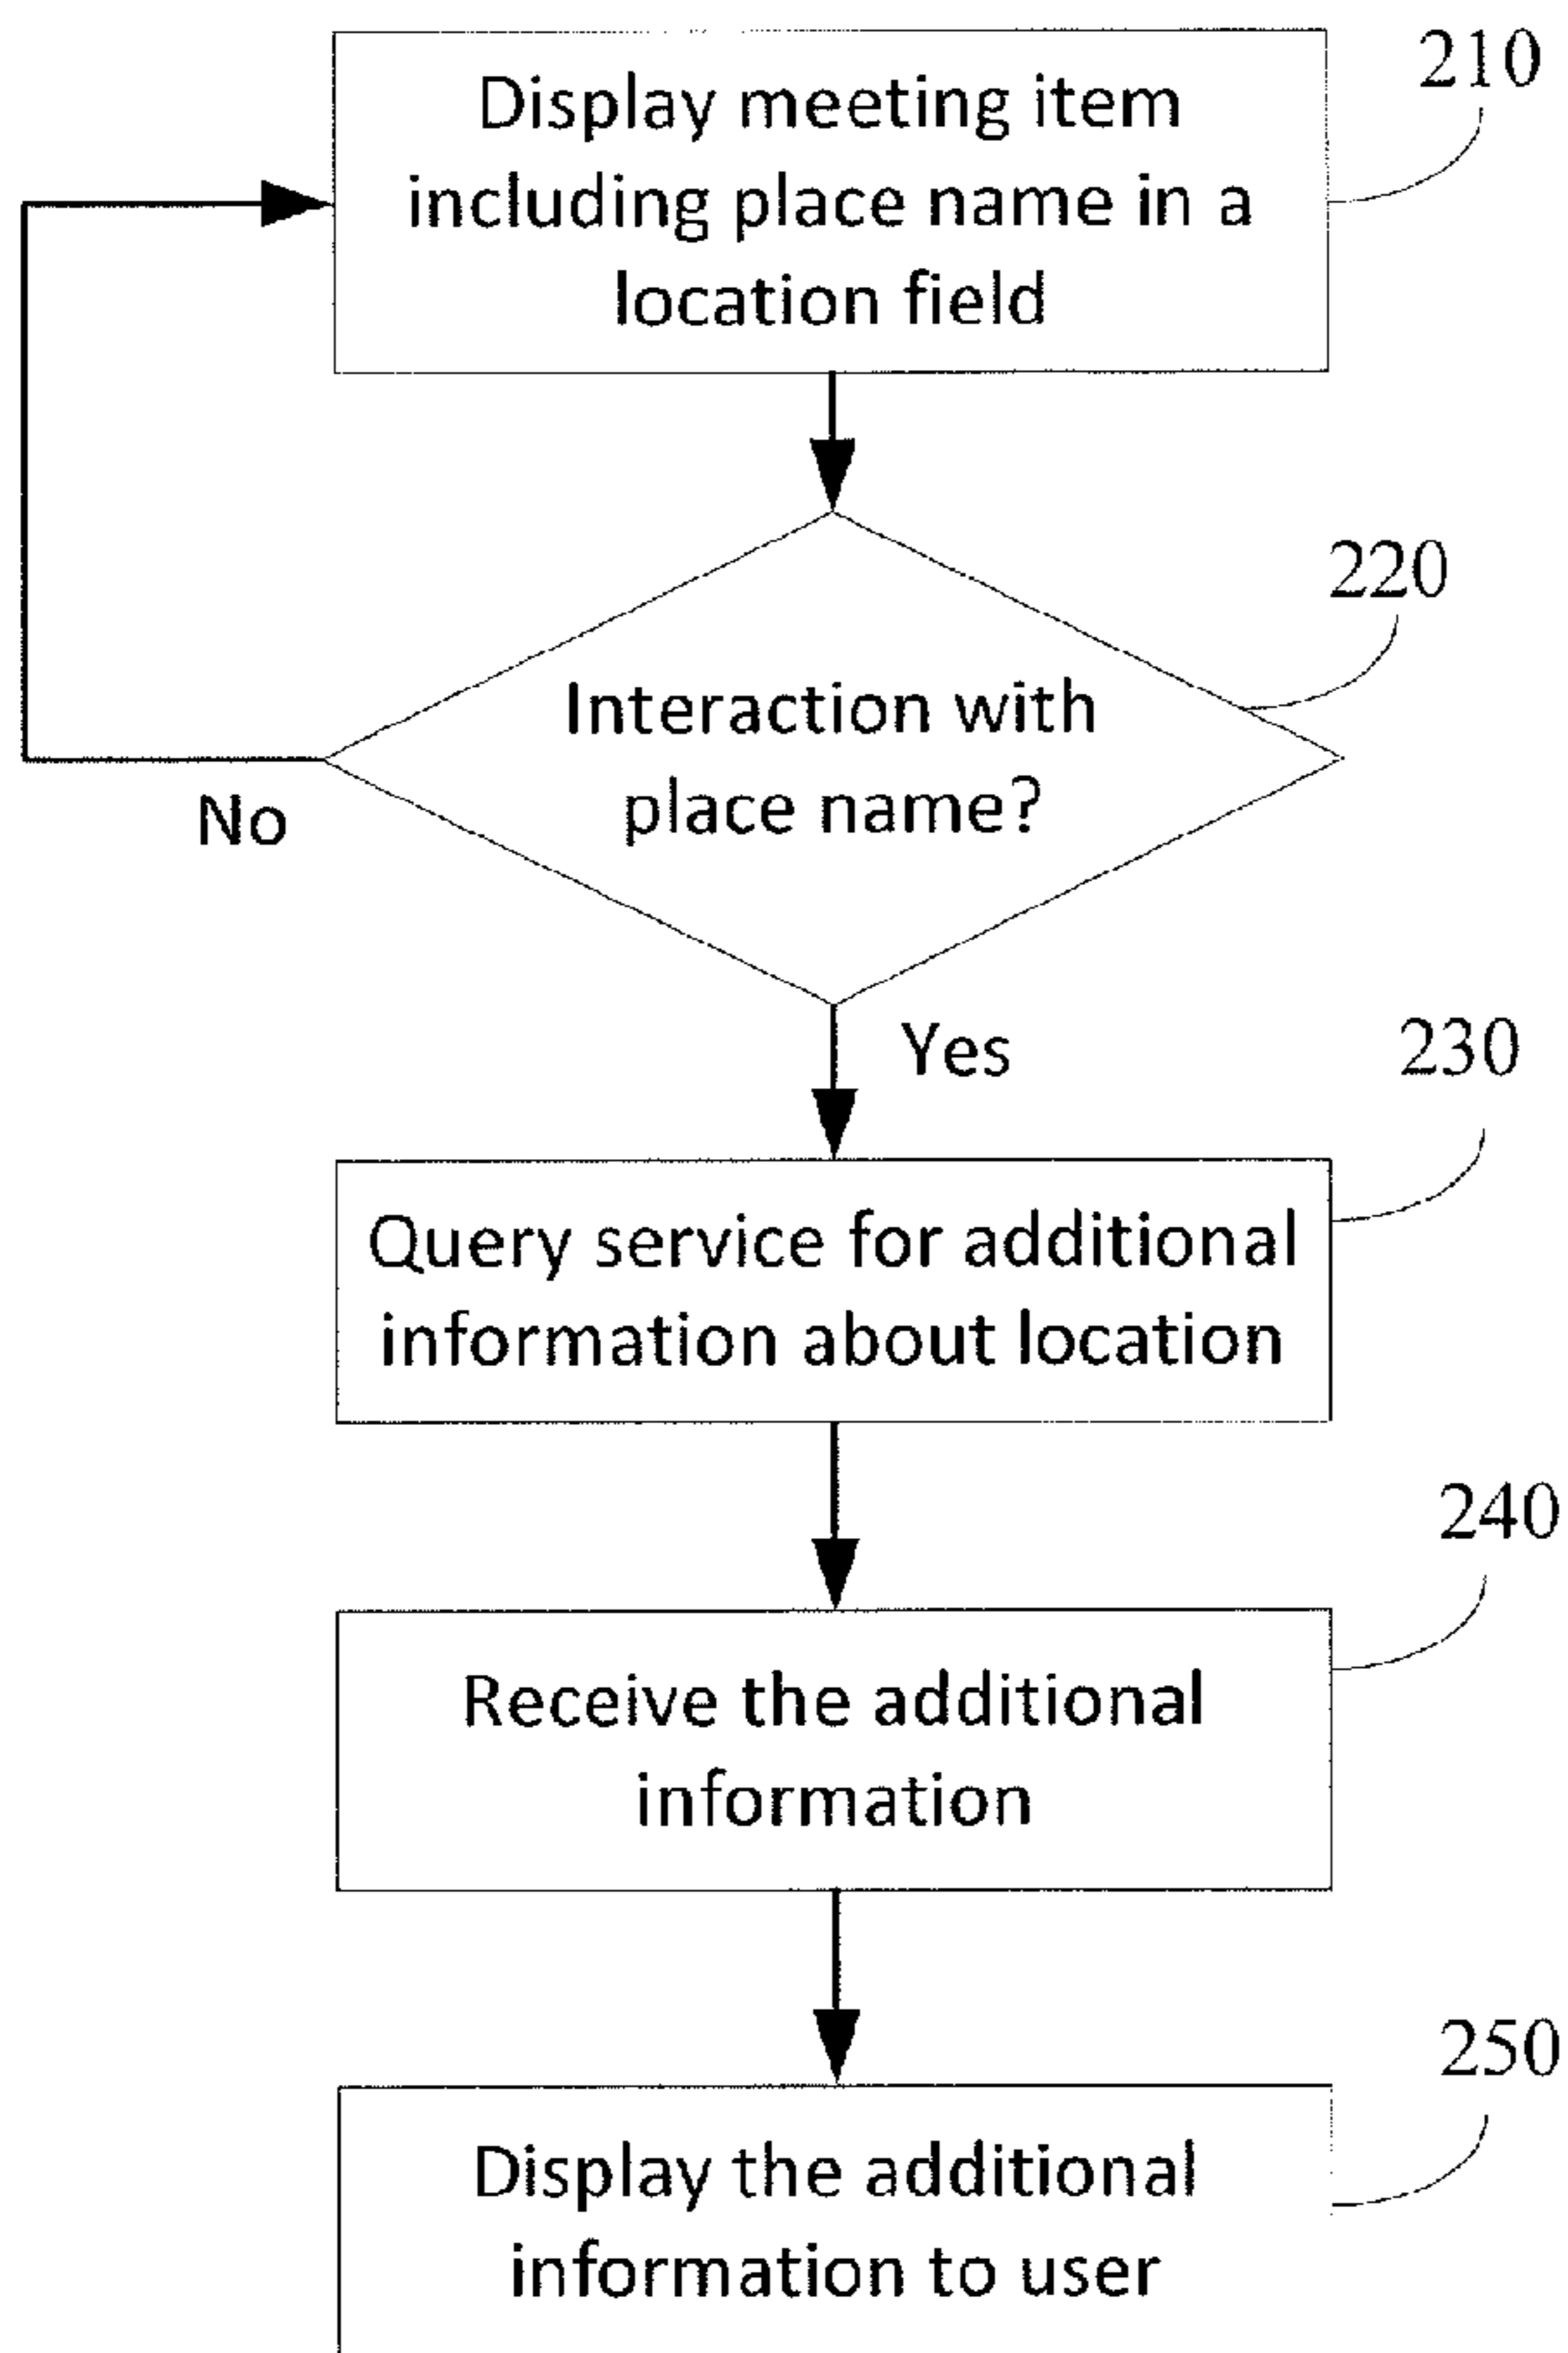 210
Display meeting item
including place name in a
location field
220
Interaction with
place name?
No
Yes
230
Query service for additional
information about location
240
Receive the additional
information
250
Display the additional
information to user